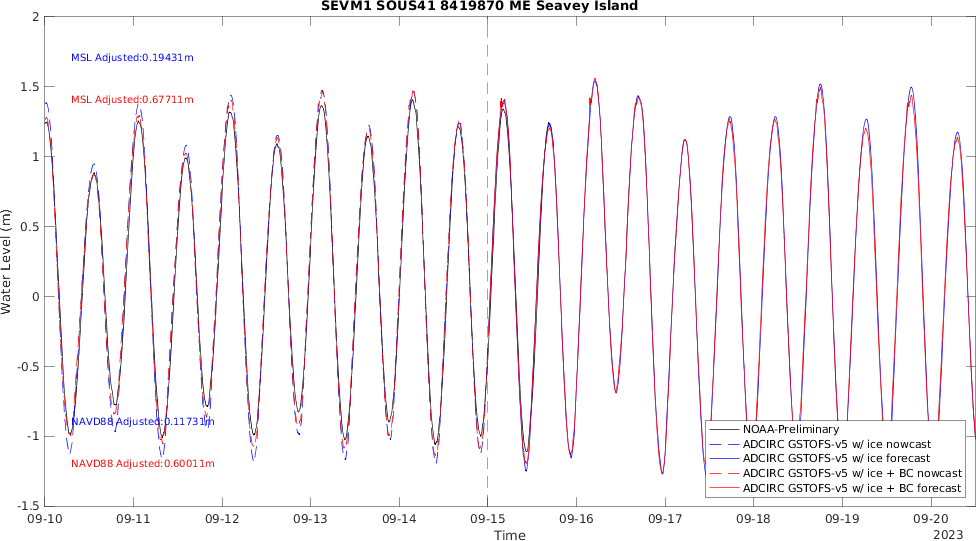 SEVM1 SOUS41 8419870 ME Seavey Island
2
1.5
1
0.5
0
-0.5
-1
-1.5
Water Level (m)
MSL Adjusted:0.19431m
MSL Adjusted:0.67711m
NAVD88 Adjusted:0.11731m
NAVD88 Adjusted:0.60011m
NOAA-Preliminary
ADCIRC GSTOFS-v5 w/ ice nowcast
ADCIRC GSTOFS-v5 w/ ice forecast
ADCIRC GSTOFS-v5 w/ ice + BC nowcast
ADCIRC GSTOFS-v5 w/ ice + BC forecast
09-10 09-11 09-12 09-13 09-14 09-15 09-16 09-17 09-18 09-19 09-20
Time
2023